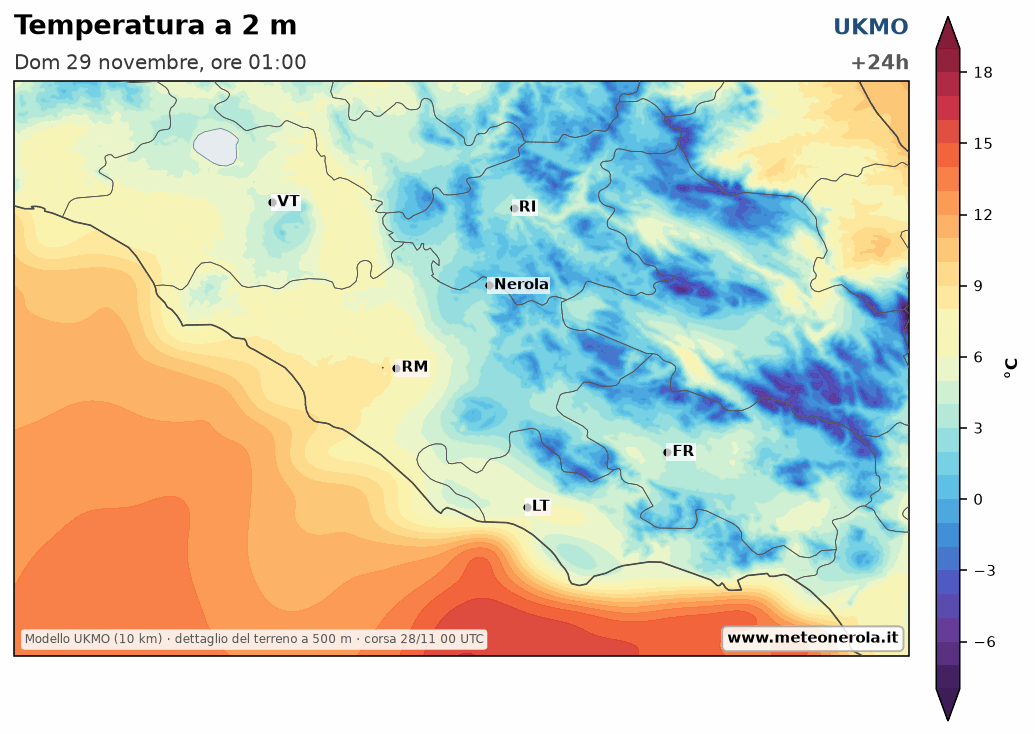 Temperatura a 2 m
UKMO
Dom 29 novembre, ore 01:00
+24h
18
15
12
9
6
3
0
−3
−6
°C
VT
RI
Nerola
RM
FR
LT
Modello UKMO (10 km) · dettaglio del terreno a 500 m · corsa 28/11 00 UTC
www.meteonerola.it